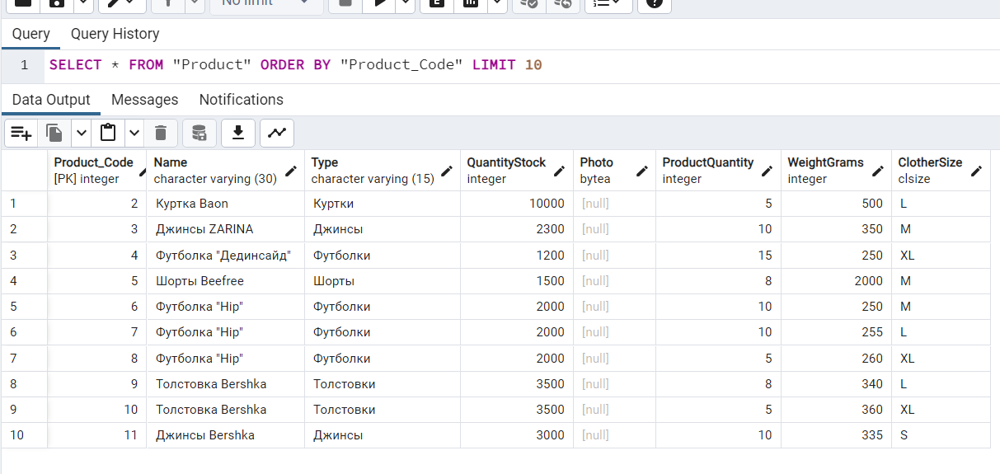 No limit
Query Query History
1 SELECT * FROM "Product" ORDER BY "Product_Code" LIMIT 10
Data Output Messages Notifications
Product_Code Name Type QuantityStock Photo ProductQuantity WeightGrams ClotherSize
[PK] integer character varying (30) character varying (15) integer bytea integer integer clsize
1 2 Куртка Baon Куртки 10000 [null] 5 500 L
2 3 Джинсы ZARINA Джинсы 2300 [null] 10 350 M
3 4 Футболка "Дединсайд" Футболки 1200 [null] 15 250 XL
4 5 Шорты Beefree Шорты 1500 [null] 8 2000 M
5 6 Футболка "Hip" Футболки 2000 [null] 10 250 M
6 7 Футболка "Hip" Футболки 2000 [null] 10 255 L
7 8 Футболка "Hip" Футболки 2000 [null] 5 260 XL
8 9 Толстовка Bershka Толстовки 3500 [null] 8 340 L
9 10 Толстовка Bershka Толстовки 3500 [null] 5 360 XL
10 11 Джинсы Bershka Джинсы 3000 [null] 10 335 S